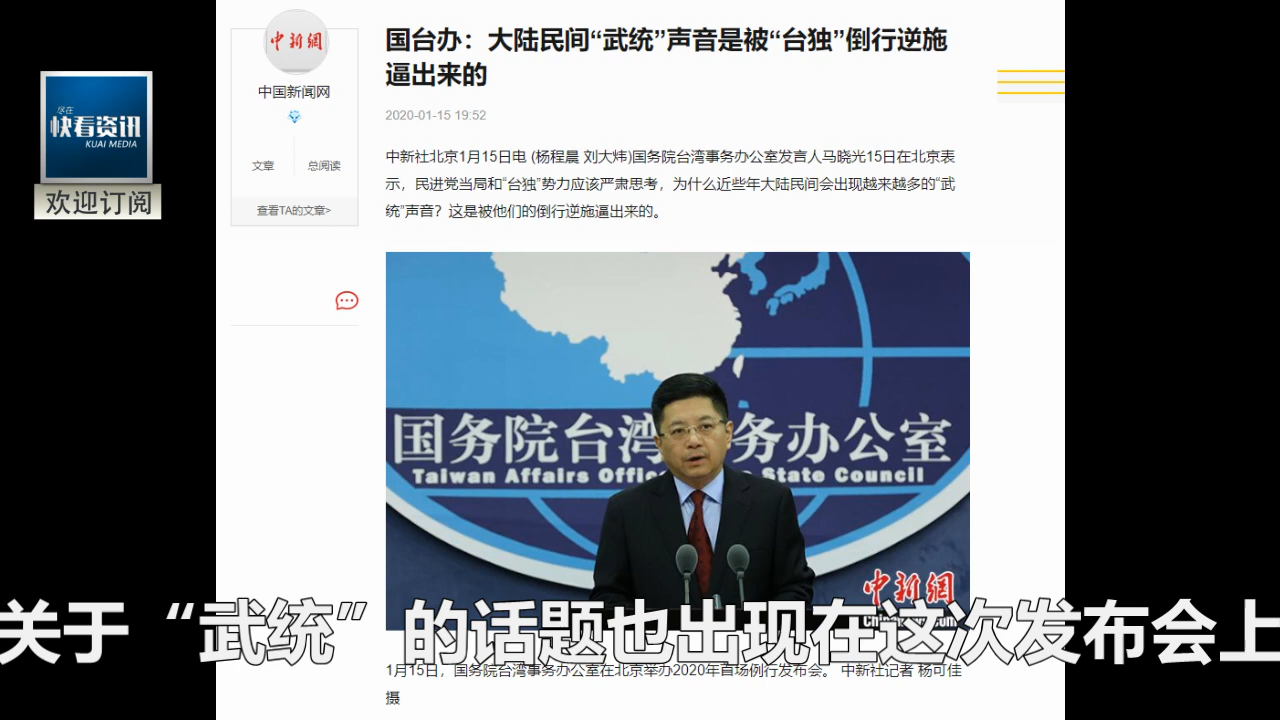 尽在
快看资讯
KUAI MEDIA
欢迎订阅
中新網
中国新闻网
文章
总阅读
查看TA的文章>
国台办：大陆民间“武统”声音是被“台独”倒行逆施
逼出来的
2020-01-15 19:52
中新社北京1月15日电 (杨程晨 刘大炜)国务院台湾事务办公室发言人马晓光15日在北京表
示，民进党当局和“台独”势力应该严肃思考，为什么近些年大陆民间会出现越来越多的“武
统”声音？这是被他们的倒行逆施逼出来的。
国务院台湾 务办公室
Taiwan Affairs Offic State Council
中新網
关于“武统”的话题也出现在这次发布会上
1月15日，国务院台湾事务办公室在北京举办2020年首场例行发布会。 中新社记者 杨可佳
摄